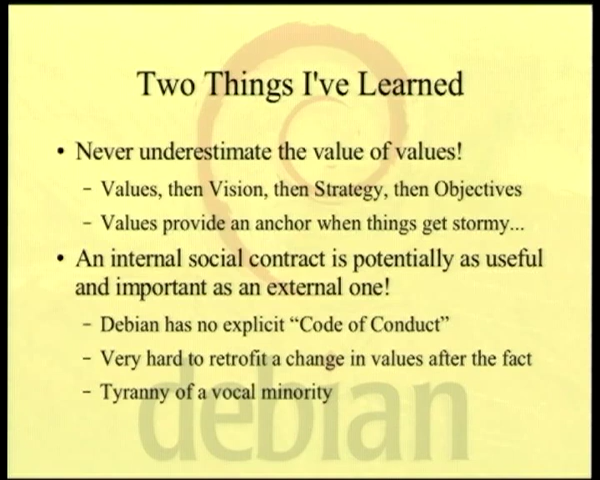 Two Things I've Learned
• Never underestimate the value of values!
– Values, then Vision, then Strategy, then Objectives
– Values provide an anchor when things get stormy...
• An internal social contract is potentially as useful
and important as an external one!
– Debian has no explicit “Code of Conduct”
– Very hard to retrofit a change in values after the fact
– Tyranny of a vocal minority
debian